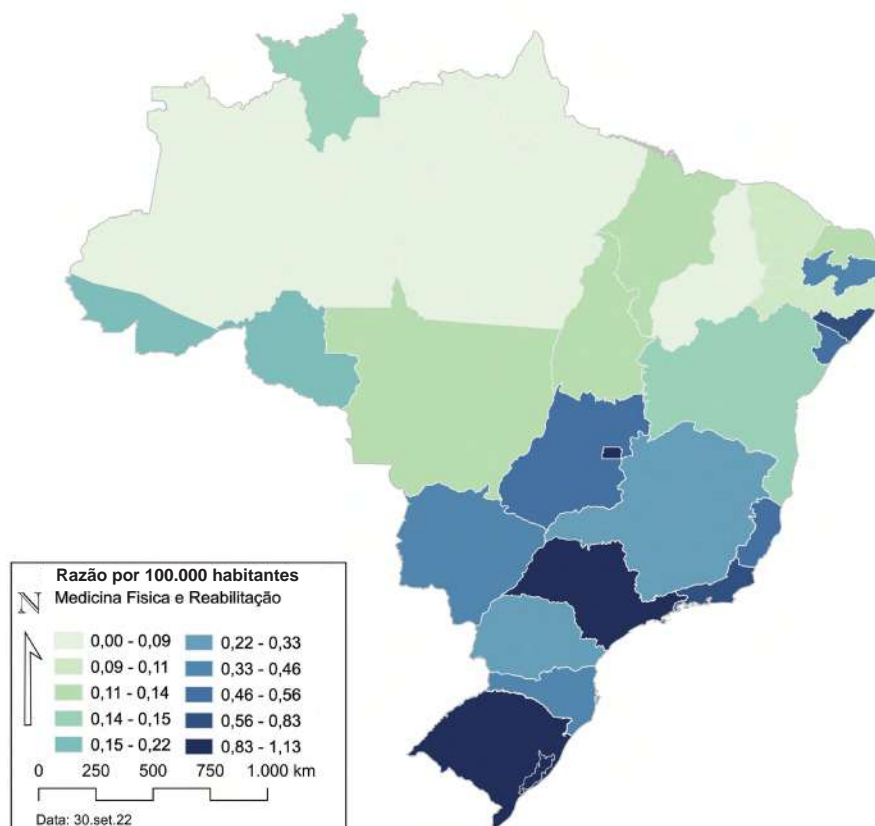 Razão por 100.000 habitantes
N Medicina Fisica e Reabilitação
0,00 - 0,09 0,22 - 0,33
0,09 - 0,11 0,33 - 0,46
0,11 - 0,14 0,46 - 0,56
0,14 - 0,15 0,56 - 0,83
0,15 - 0,22 0,83 - 1,13
0 250 500 750 1.000 km
Data: 30.set.22